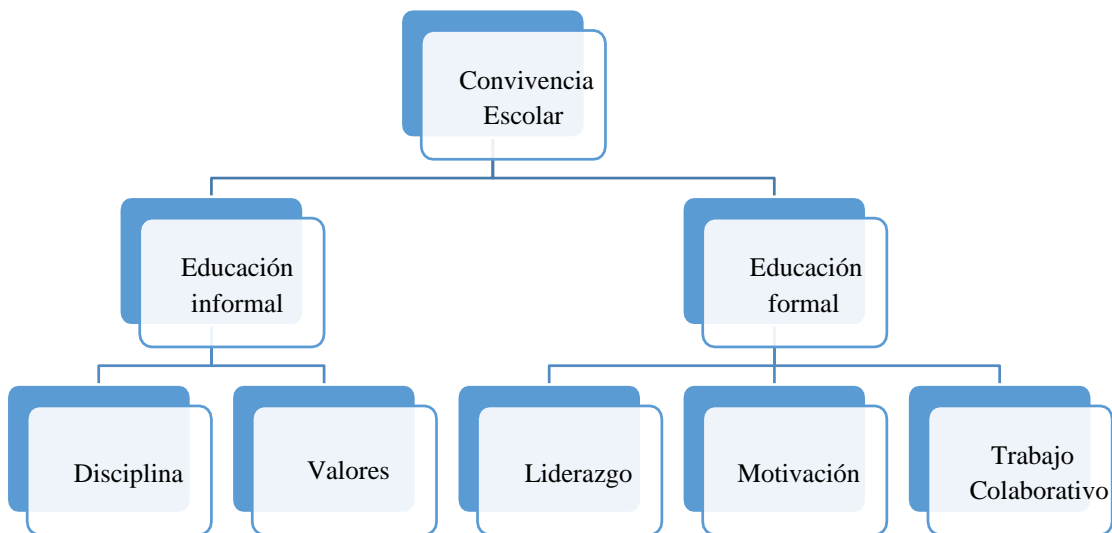 Convivencia
Escolar
Educación
informal
Educación
formal
Disciplina
Valores
Liderazgo
Motivación
Trabajo
Colaborativo